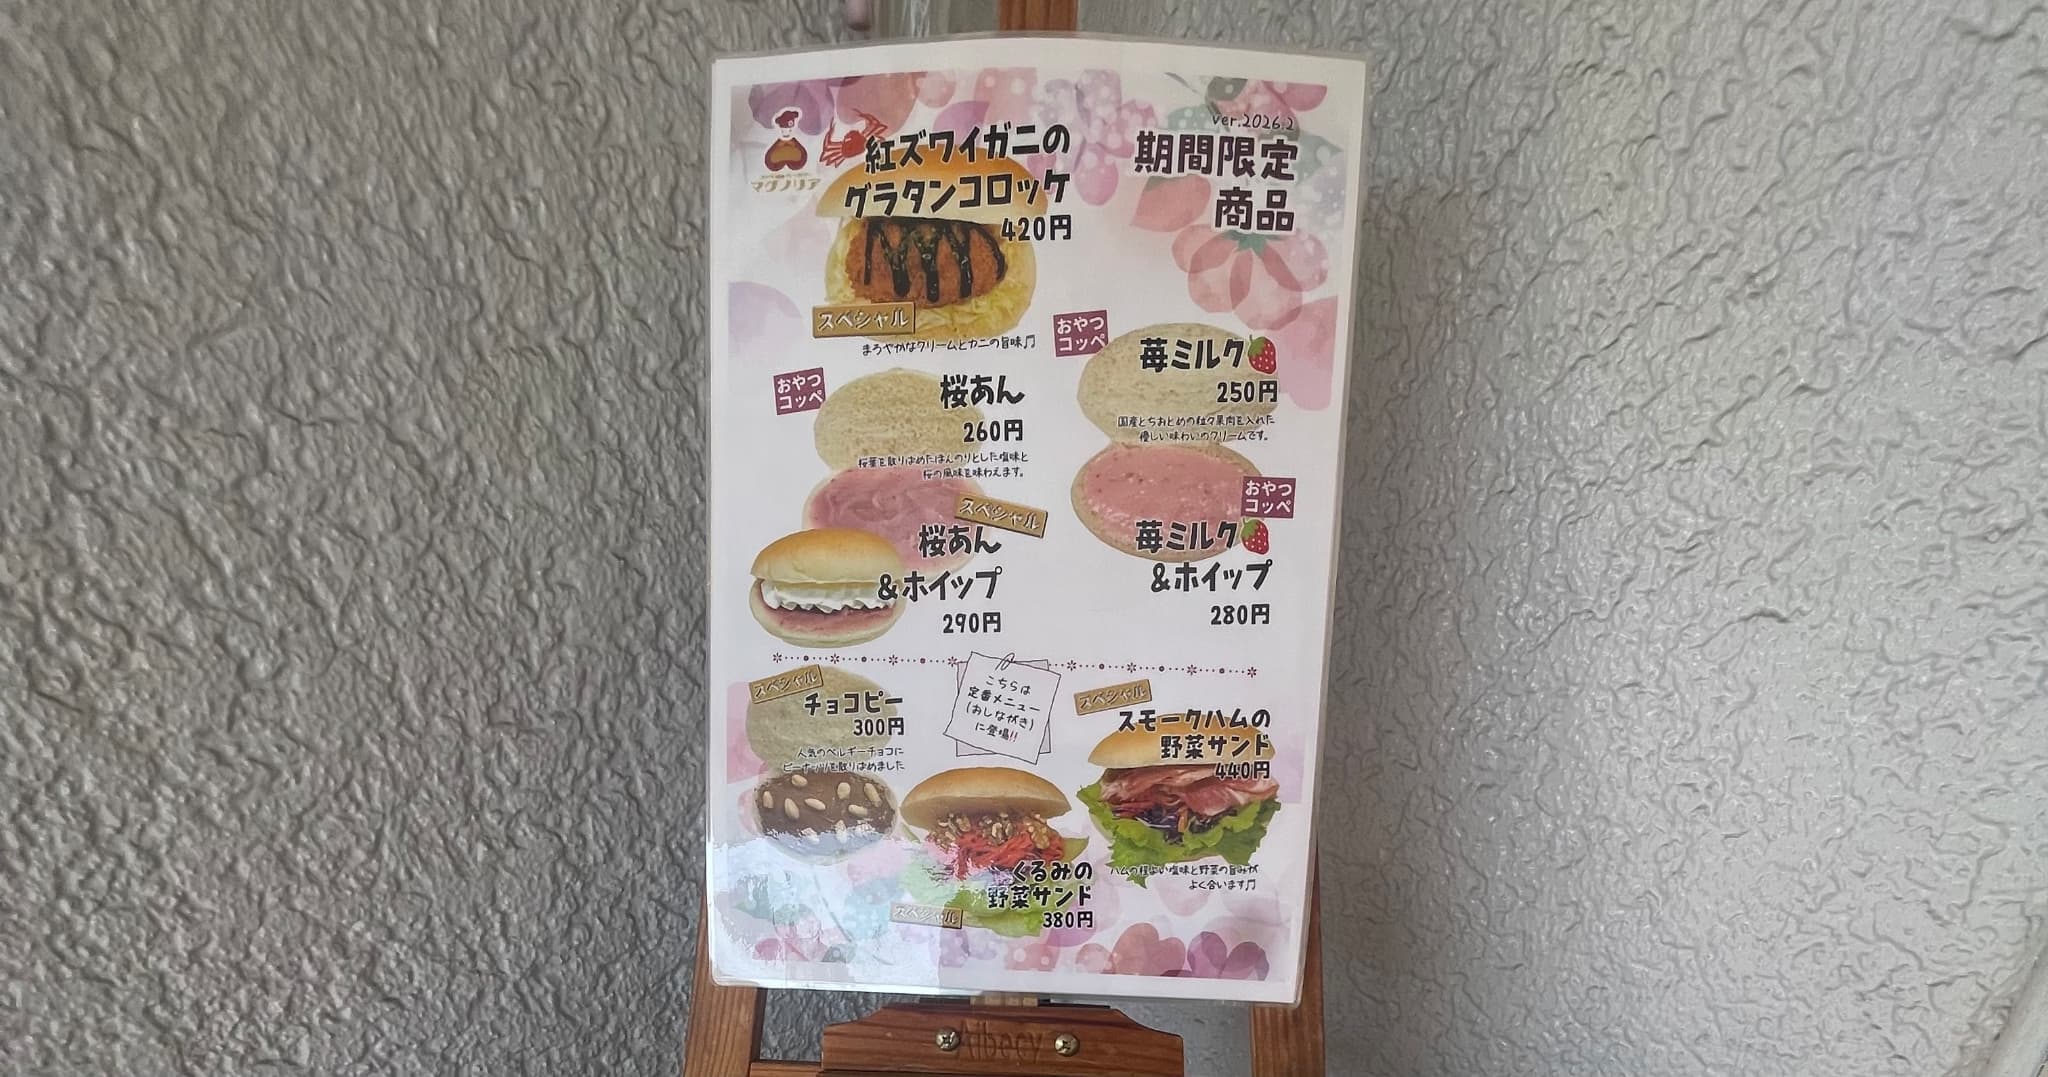 ver.2026.2
期間限定
商品
マグノリア
紅ズワイガニの
グラタンコロッケ
420円
スペシャル
まろやかなクリームとカニの旨味♫
おやつ
コッペ
苺ミルク
250円
国産とちおとめの粒々果肉を入れた
優しい味わいのクリームです。
おやつ
コッペ
桜あん
260円
桜葉を散りばめたほんのりとした塩味と
桜の風味を味わえます。
スペシャル
桜あん
&ホイップ
290円
おやつ
コッペ
苺ミルク
&ホイップ
280円
スペシャル
チョコピー
300円
人気のベルギーチョコに
ピーナッツを散りばめました
こちらは
定番メニュー
(おしながき)
に登場!!
スペシャル
スモークハムの
野菜サンド
440円
ハムの程よい塩味と野菜の旨みが
よく合います♫
くるみの
野菜サンド
スペシャル
380円
Albecy